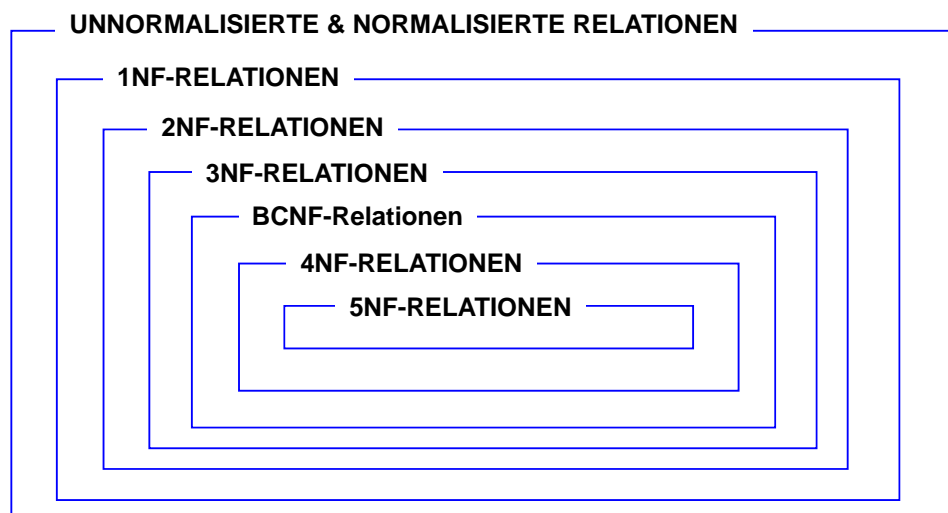 UNNORMALISIERTE & NORMALISIERTE RELATIONEN
1NF-RELATIONEN
2NF-RELATIONEN
3NF-RELATIONEN
BCNF-Relationen
4NF-RELATIONEN
5NF-RELATIONEN